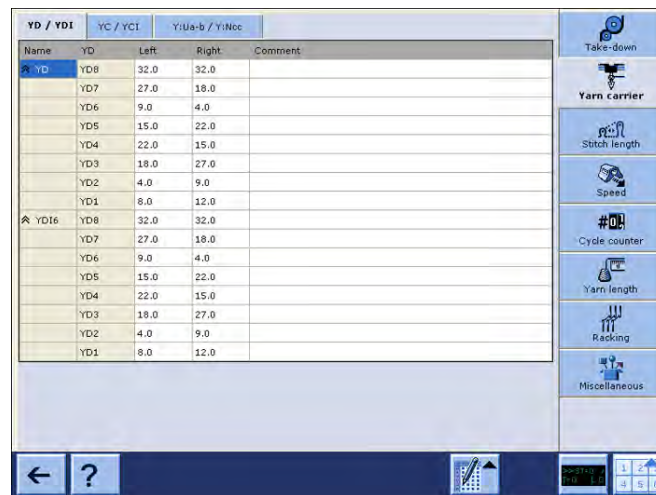 YD / YDI YC / YCI Y:Ua-b / Y:Ncc
Name YD Left Right Comment
YD YD8 32.0 32.0
YD7 27.0 18.0
YD6 9.0 4.0
YD5 15.0 22.0
YD4 22.0 15.0
YD3 18.0 27.0
YD2 4.0 9.0
YD1 8.0 12.0
YDI6 YD8 32.0 32.0
YD7 27.0 18.0
YD6 9.0 4.0
YD5 15.0 22.0
YD4 22.0 15.0
YD3 18.0 27.0
YD2 4.0 9.0
YD1 8.0 12.0
Take-down
Yarn carrier
Stitch length
Speed
Cycle counter
Yarn length
Racking
Miscellaneous
?
1 2
4 5